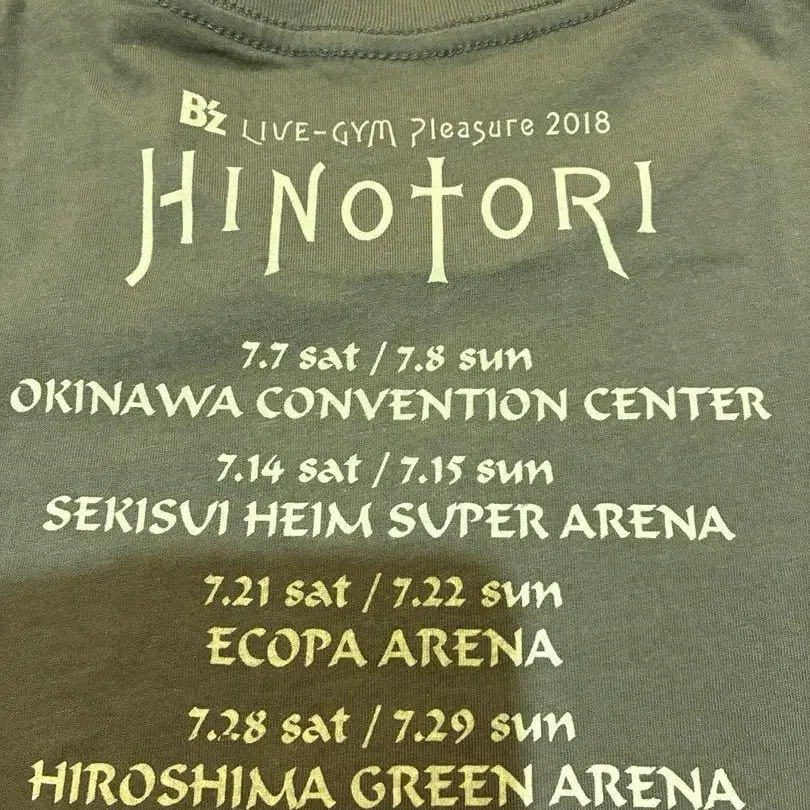 B'z LIVE-GYM Pleasure 2018
HINOTORI
7.7 sat / 7.8 sun
OKINAWA CONVENTION CENTER
7.14 sat / 7.15 sun
SEKISUI HEIM SUPER ARENA
7.21 sat / 7.22 sun
ECOPA ARENA
7.28 sat / 7.29 sun
HIROSHIMA GREEN ARENA